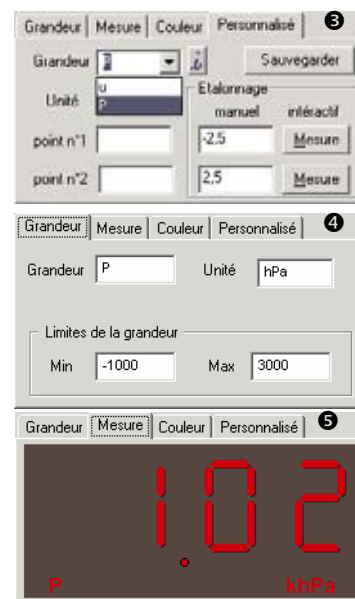 Grandeur Mesure Couleur Personnalisé ❸
Grandeur P i Sauvegarder
u
P
Unité
Etalonnage
manuel intéractif
point n°1 -2,5 Mesure
point n°2 2,5 Mesure
Grandeur Mesure Couleur Personnalisé ❹
Grandeur P Unité hPa
Limites de la grandeur
Min -1000 Max 3000
Grandeur Mesure Couleur Personnalisé ❺
1.02
P khPa